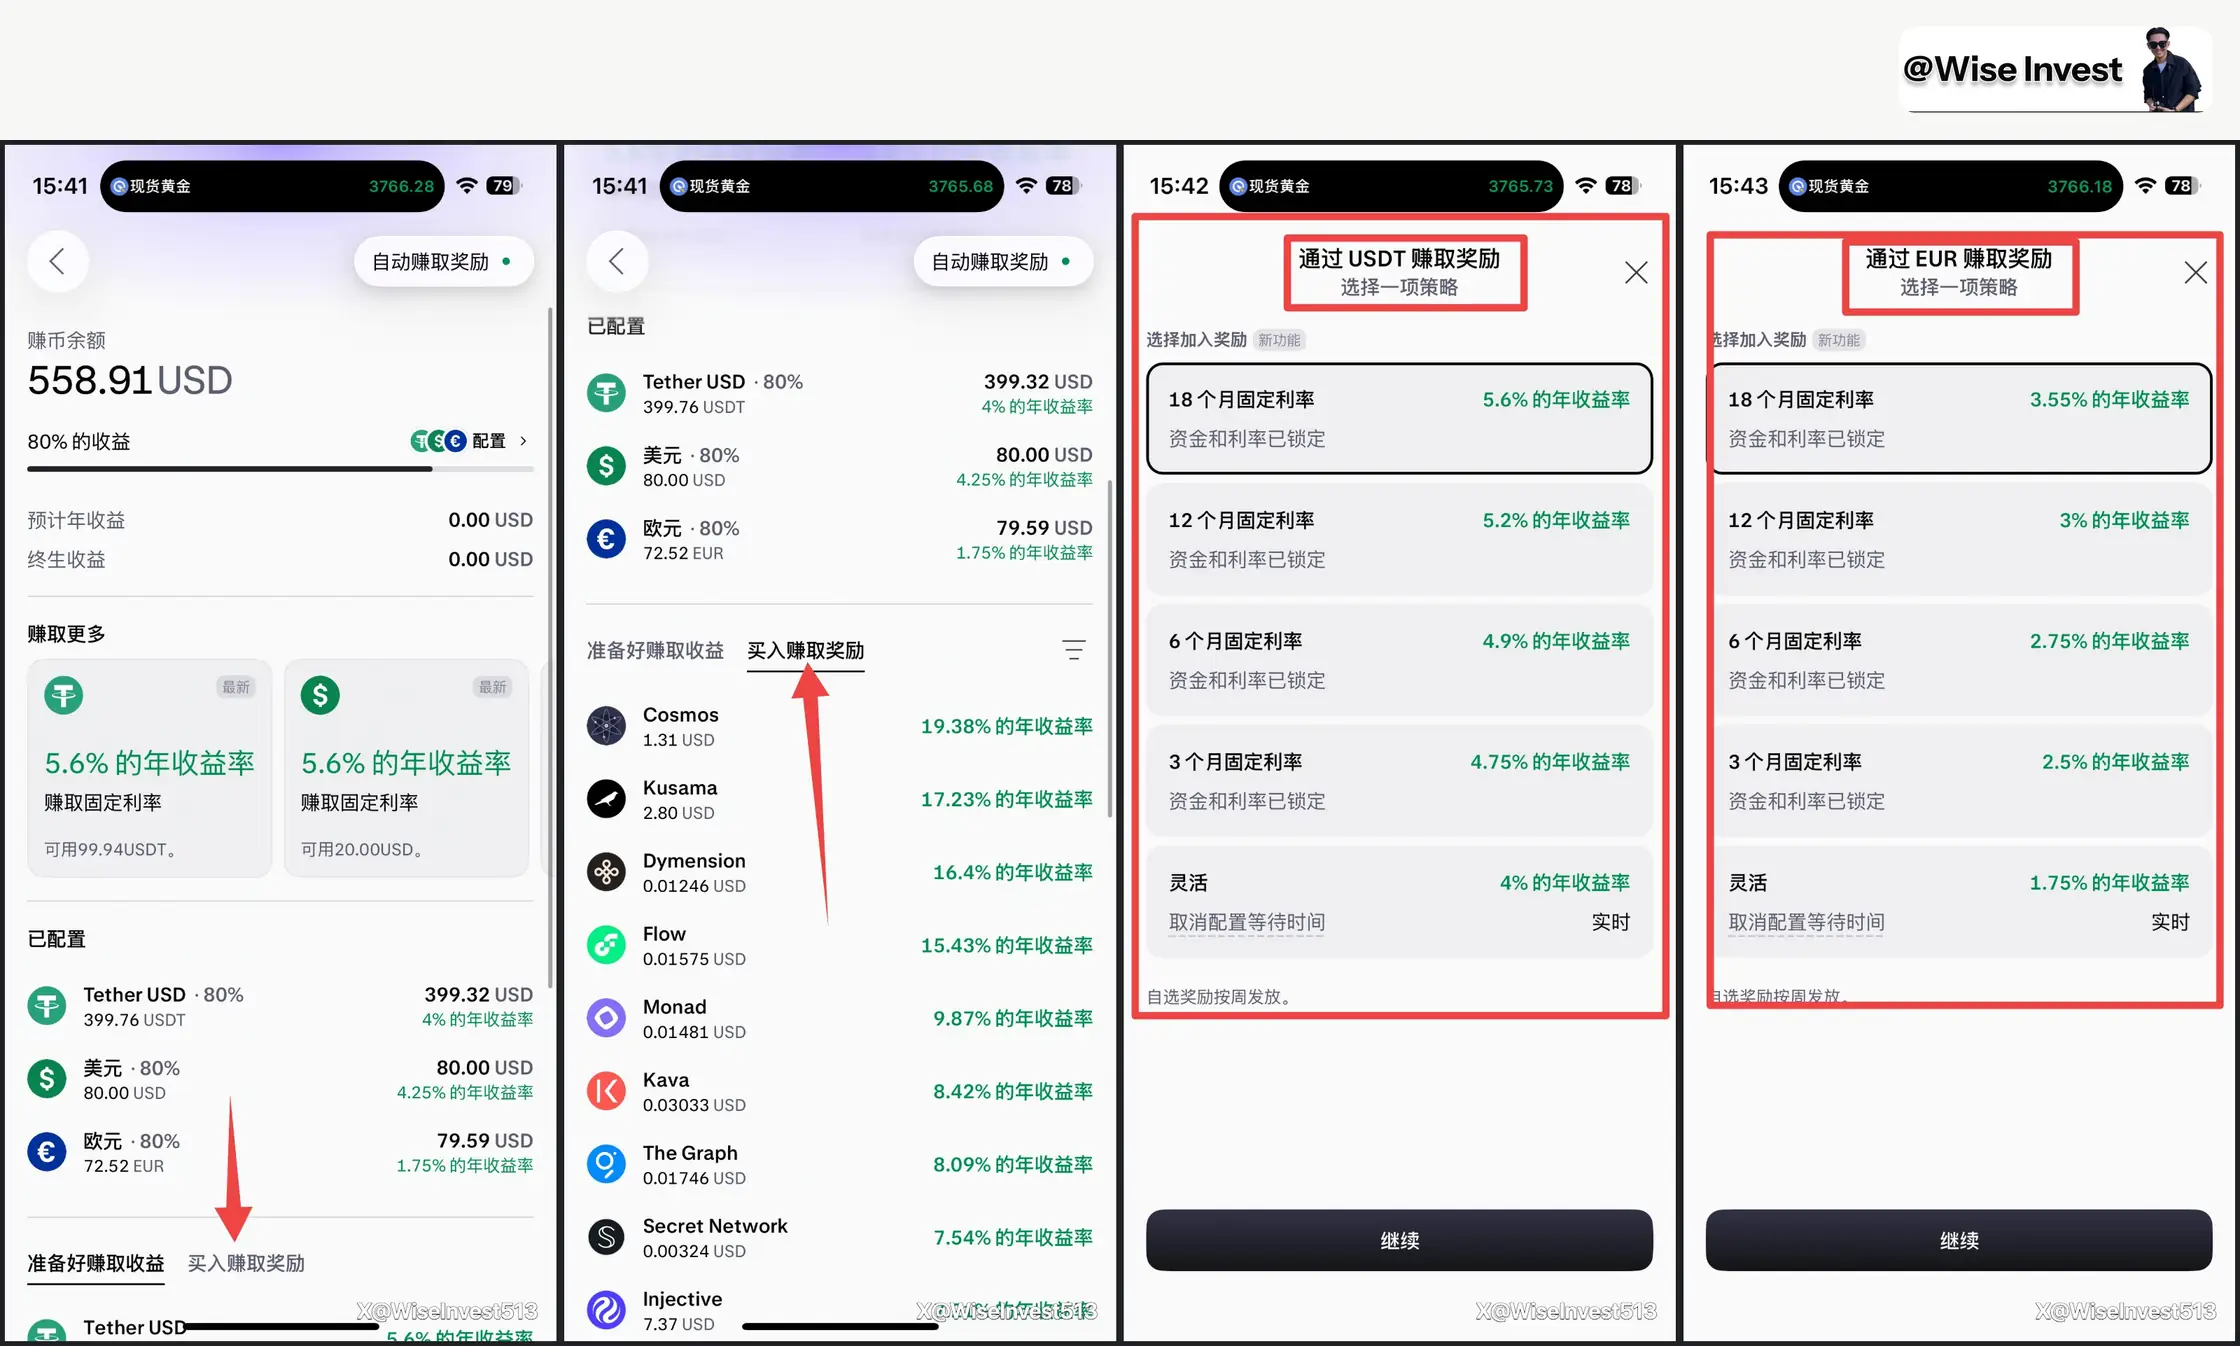 @Wise Invest
15:41
现货黄金
3766.28
79
自动赚取奖励
赚币余额
558.91 USD
80% 的收益
配置
预计年收益
0.00 USD
终生收益
0.00 USD
赚取更多
最新
5.6% 的年收益率
赚取固定利率
可用99.94USDT。
最新
5.6% 的年收益率
赚取固定利率
可用20.00USD。
已配置
Tether USD · 80%
399.32 USD
399.76 USDT
4% 的年收益率
美元 · 80%
80.00 USD
80.00 USD
4.25% 的年收益率
欧元 · 80%
79.59 USD
72.52 EUR
1.75% 的年收益率
准备好赚取收益
买入赚取奖励
X@WiseInvest513
Tether USD
5.6% 的年收益率
15:41
现货黄金
3765.68
78
自动赚取奖励
已配置
Tether USD · 80%
399.32 USD
399.76 USDT
4% 的年收益率
美元 · 80%
80.00 USD
80.00 USD
4.25% 的年收益率
欧元 · 80%
79.59 USD
72.52 EUR
1.75% 的年收益率
准备好赚取收益
买入赚取奖励
Cosmos
1.31 USD
19.38% 的年收益率
Kusama
2.80 USD
17.23% 的年收益率
Dymension
0.01246 USD
16.4% 的年收益率
Flow
0.01575 USD
15.43% 的年收益率
Monad
0.01481 USD
9.87% 的年收益率
Kava
0.03033 USD
8.42% 的年收益率
The Graph
0.01746 USD
8.09% 的年收益率
Secret Network
0.00324 USD
7.54% 的年收益率
Injective
7.37 USD
的年收益率
X@WiseInvest513
15:42
现货黄金
3765.73
78
通过 USDT 赚取奖励
选择一项策略
选择加入奖励
新功能
18 个月固定利率
5.6% 的年收益率
资金和利率已锁定
12 个月固定利率
5.2% 的年收益率
资金和利率已锁定
6 个月固定利率
4.9% 的年收益率
资金和利率已锁定
3 个月固定利率
4.75% 的年收益率
资金和利率已锁定
灵活
4% 的年收益率
取消配置等待时间
实时
自选奖励按周发放。
继续
X@WiseInvest513
15:43
现货黄金
3766.18
78
通过 EUR 赚取奖励
选择一项策略
选择加入奖励
新功能
18 个月固定利率
3.55% 的年收益率
资金和利率已锁定
12 个月固定利率
3% 的年收益率
资金和利率已锁定
6 个月固定利率
2.75% 的年收益率
资金和利率已锁定
3 个月固定利率
2.5% 的年收益率
资金和利率已锁定
灵活
1.75% 的年收益率
取消配置等待时间
实时
自选奖励按周发放。
继续
X@WiseInvest513